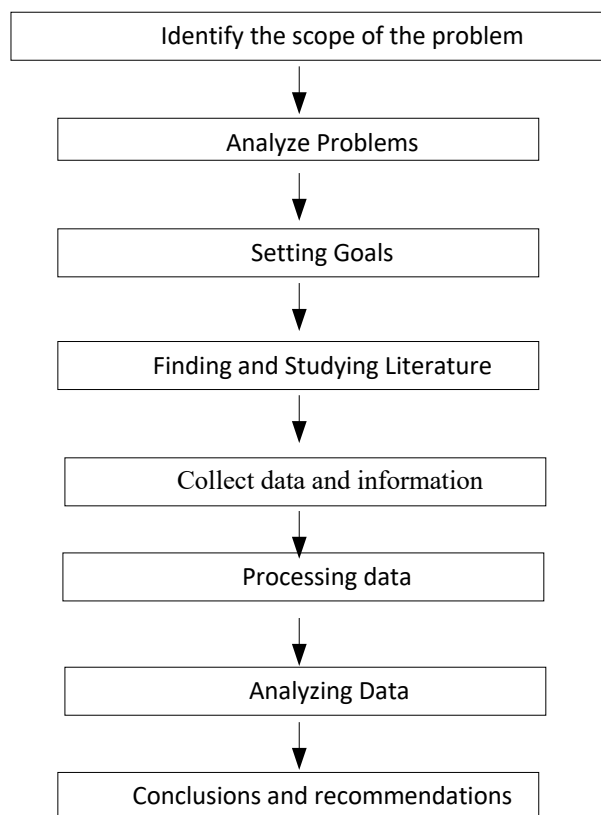 Identify the scope of the problem
Analyze Problems
Setting Goals
Finding and Studying Literature
Collect data and information
Processing data
Analyzing Data
Conclusions and recommendations